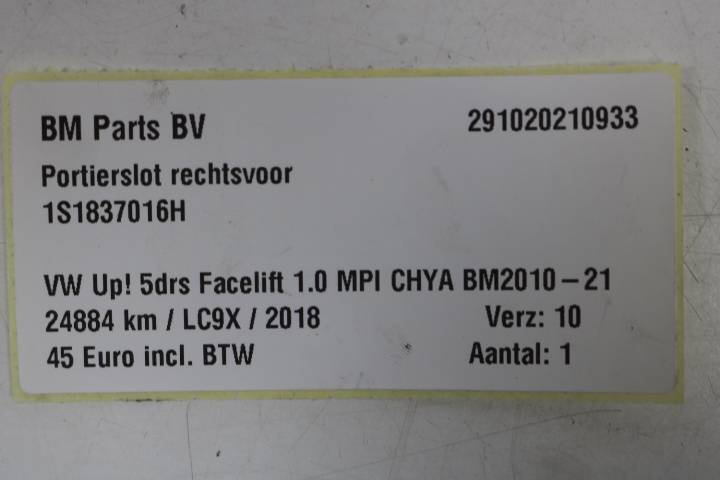 BM Parts BV 291020210933
Portierslot rechtsvoor
1S1837016H
VW Up! 5drs Facelift 1.0 MPI CHYA BM2010-21
24884 km / LC9X / 2018 Verz: 10
45 Euro incl. BTW Aantal: 1